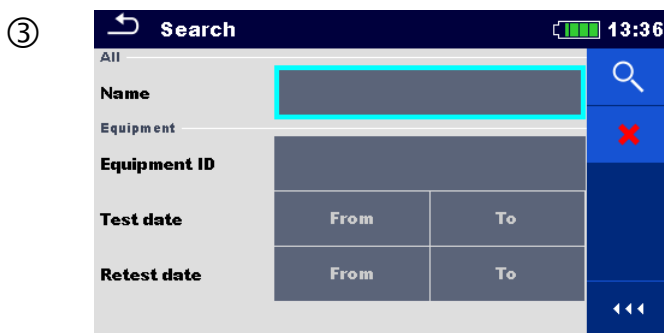 ③
Search 13:36
All
Name
Equipment
Equipment ID
Test date From To
Retest date From To